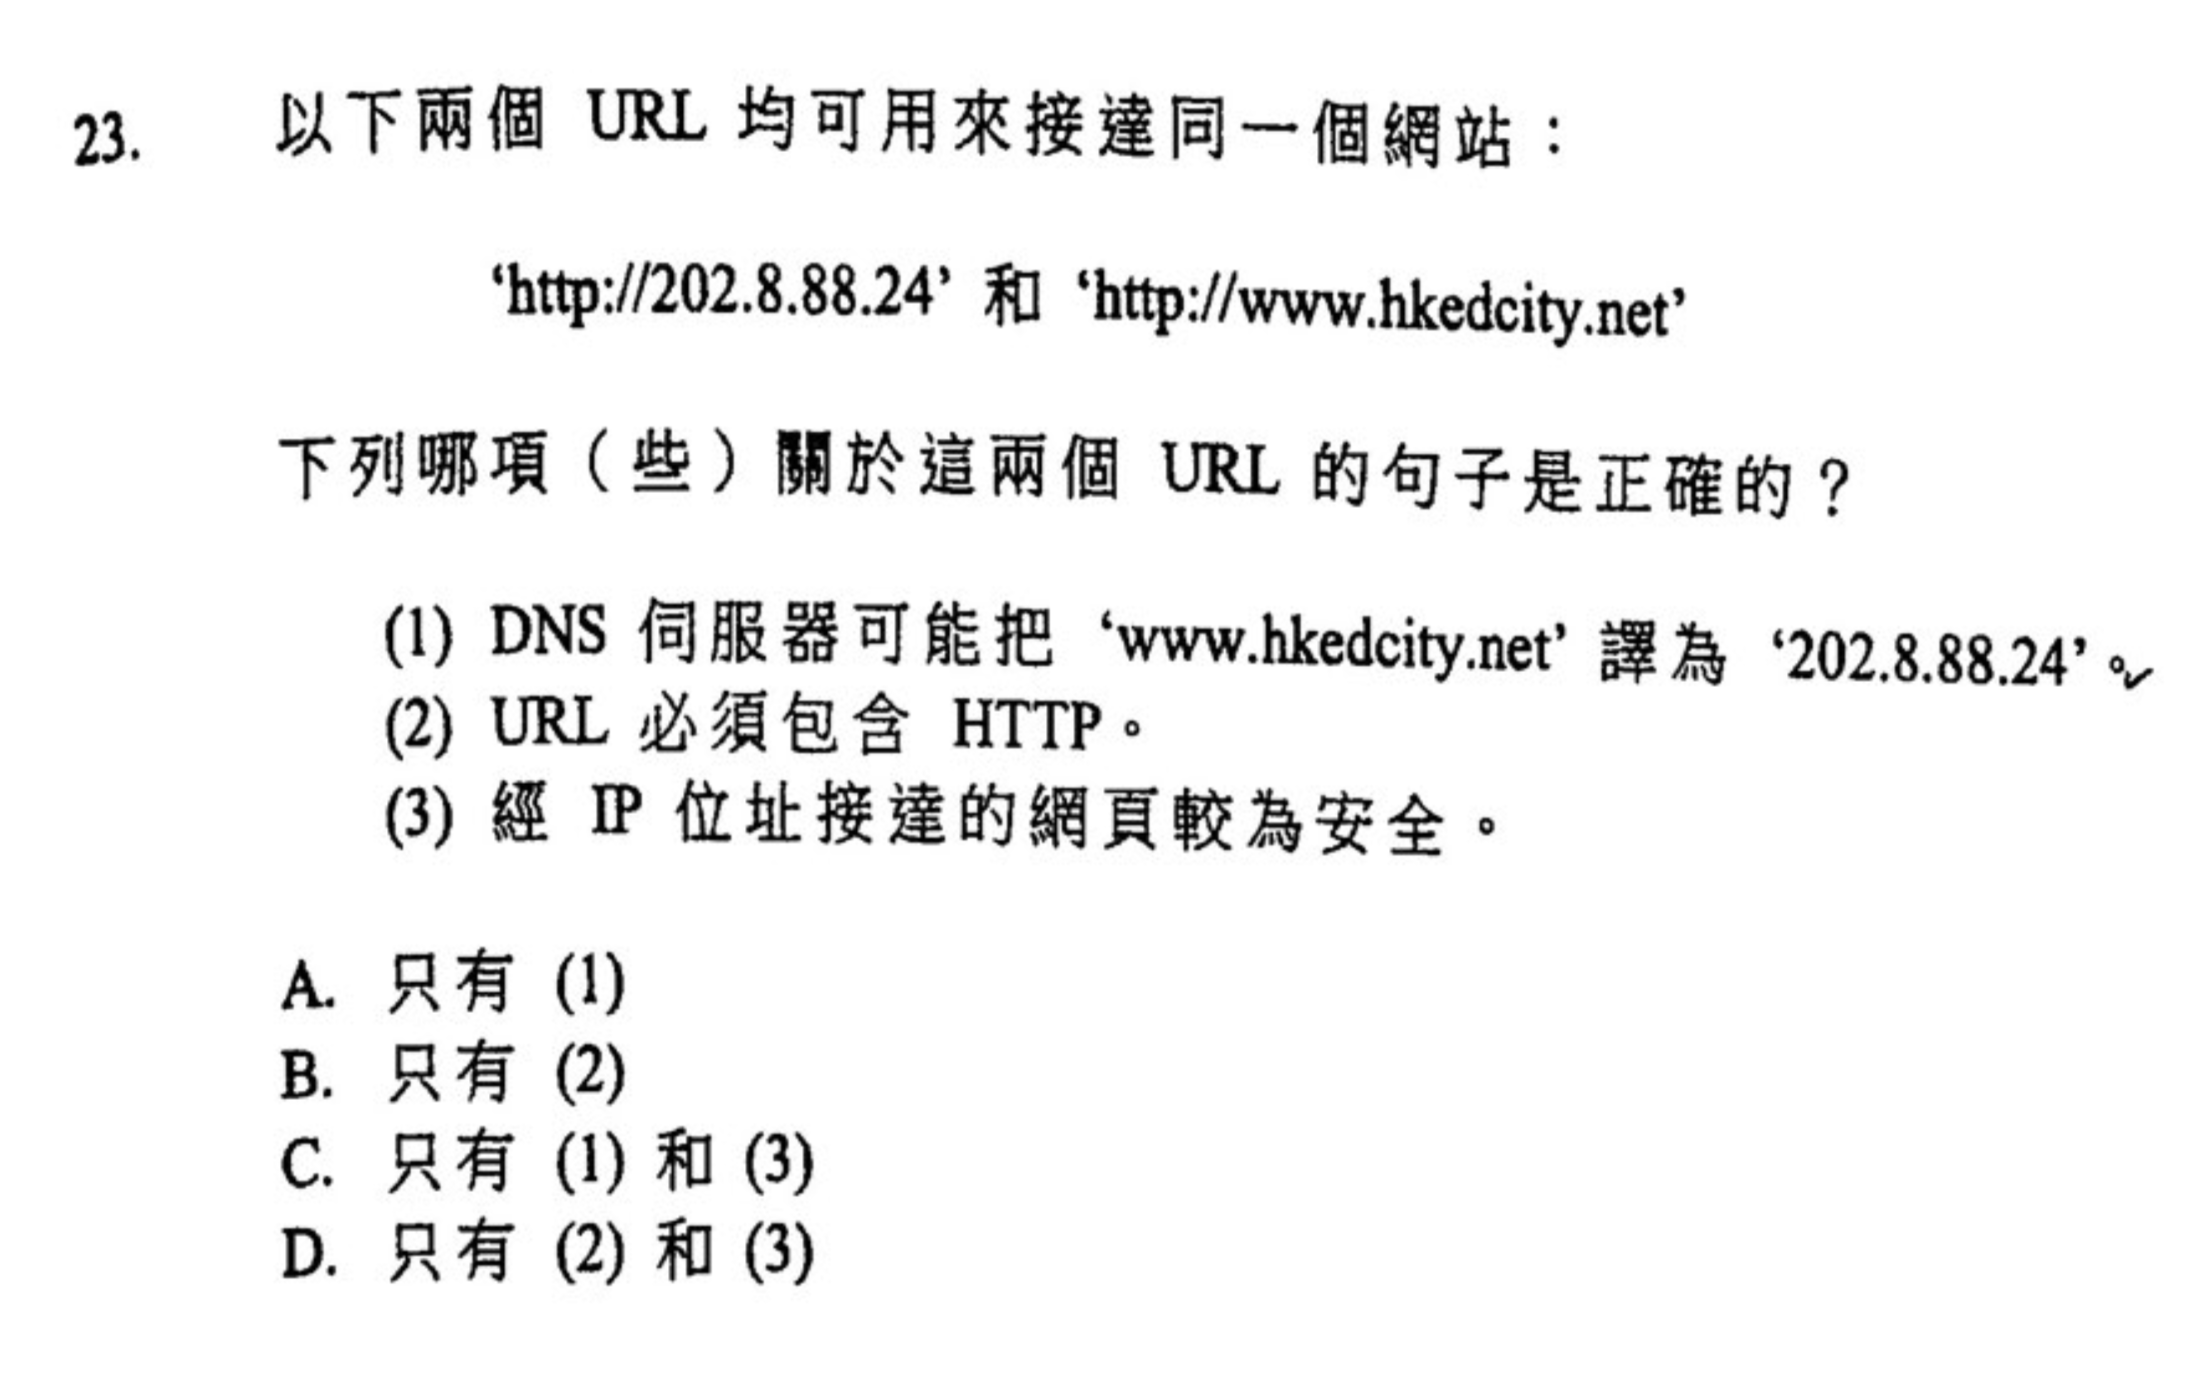 23. 以下兩個 URL 均可用來接達同一個網站：
‘http://202.8.88.24’ 和 ‘http://www.hkedcity.net’
下列哪項（些）關於這兩個 URL 的句子是正確的？
(1) DNS 伺服器可能把 ‘www.hkedcity.net’ 譯為 ‘202.8.88.24’。
(2) URL 必須包含 HTTP。
(3) 經 IP 位址接達的網頁較為安全。
A. 只有 (1)
B. 只有 (2)
C. 只有 (1) 和 (3)
D. 只有 (2) 和 (3)